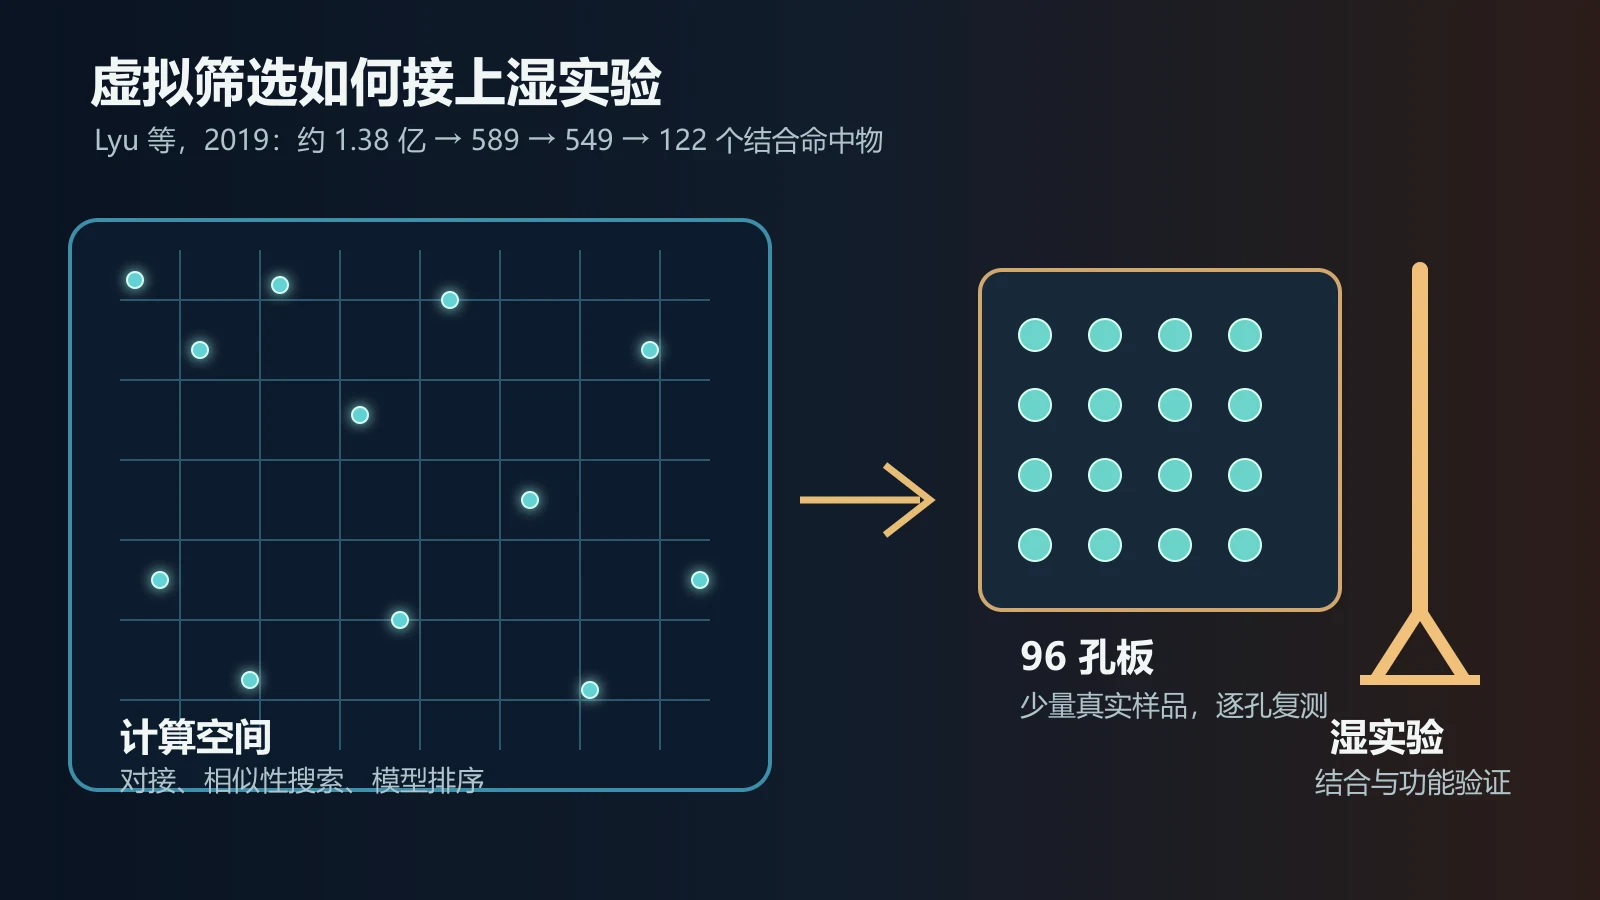 虚拟筛选如何接上湿实验
Lyu 等，2019：约 1.38 亿 → 589 → 549 → 122 个结合命中物
计算空间
对接、相似性搜索、模型排序
96 孔板
少量真实样品，逐孔复测
湿实验
结合与功能验证